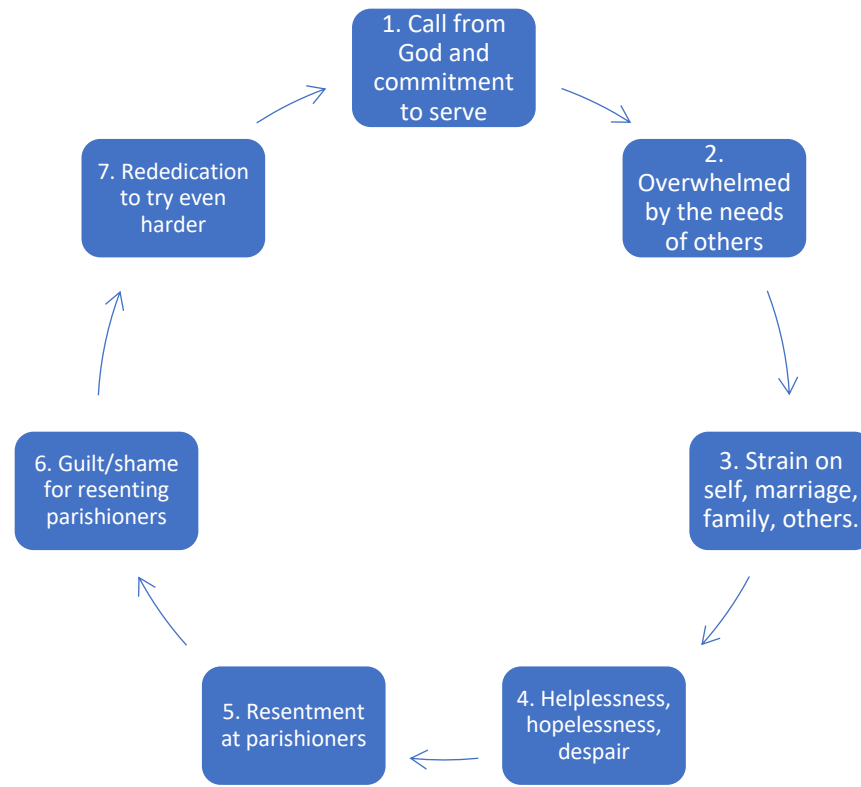 1. Call from
God and
commitment
to serve
2.
Overwhelmed
by the needs
of others
3. Strain on
self, marriage,
family, others.
4. Helplessness,
hopelessness,
despair
5. Resentment
at parishioners
6. Guilt/shame
for resenting
parishioners
7. Rededication
to try even
harder